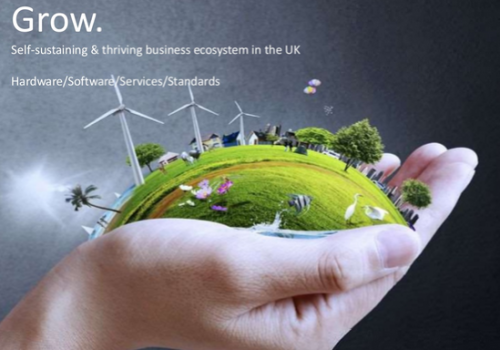 Grow.
Self-sustaining & thriving business ecosystem in the UK
Hardware/Software/Services/Standards